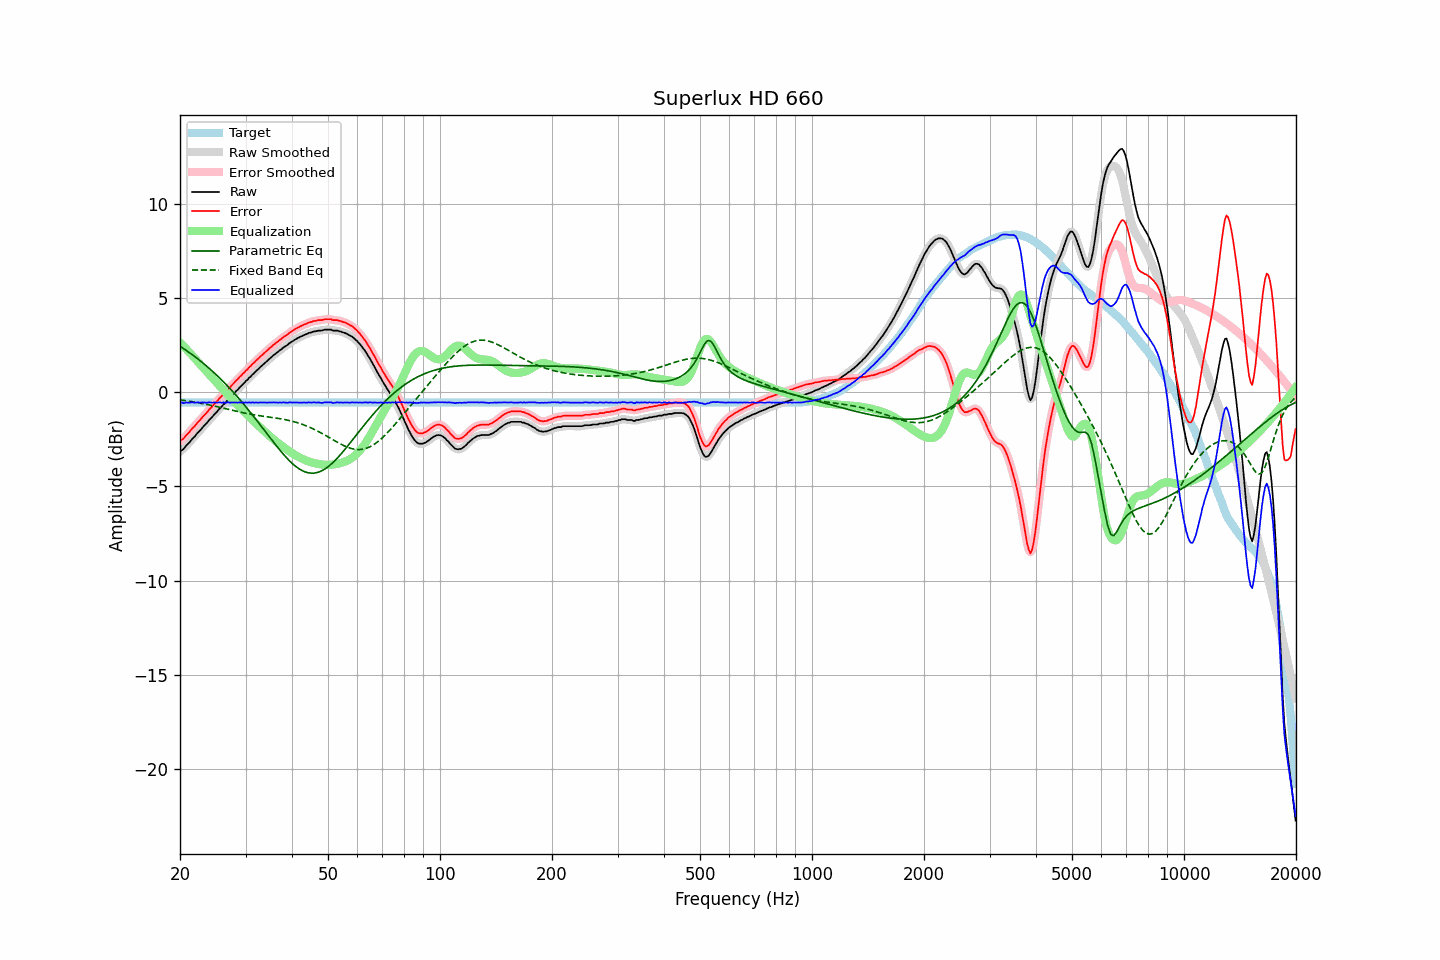 Superlux HD 660
Target
Raw Smoothed
Error Smoothed
Raw
Error
Equalization
Parametric Eq
Fixed Band Eq
Equalized
10
5
0
−5
−10
−15
−20
Amplitude (dBr)
20 50 100 200 500 1000 2000 5000 10000 20000
Frequency (Hz)